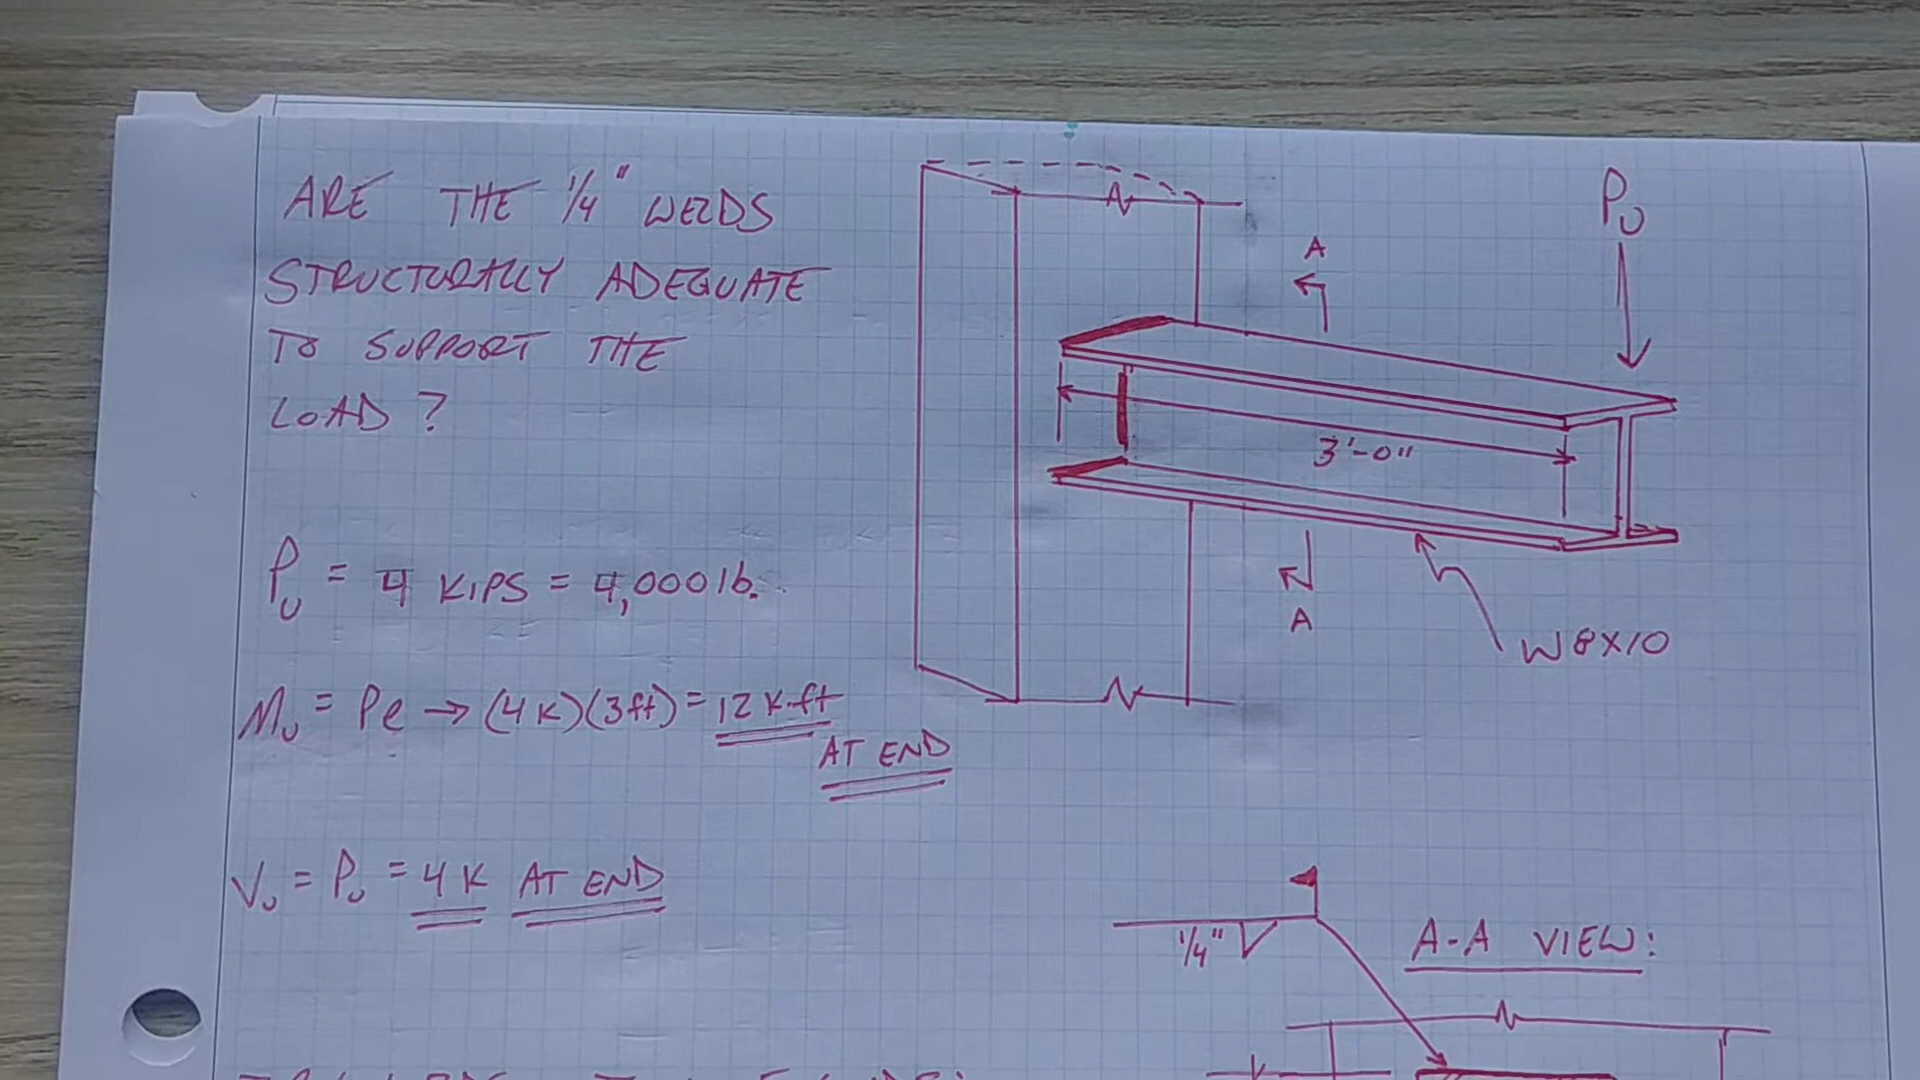 ARE THE 1/4" WELDS
STRUCTURALLY ADEQUATE
TO SUPPORT THE
LOAD?
Pu = 4 KIPS = 4,000 lb.
Mu = Pe → (4K)(3ft) = 12 K·ft
AT END
Vu = Pu = 4K AT END
Pu
A
3'-0"
A
W8X10
1/4"
A-A VIEW: